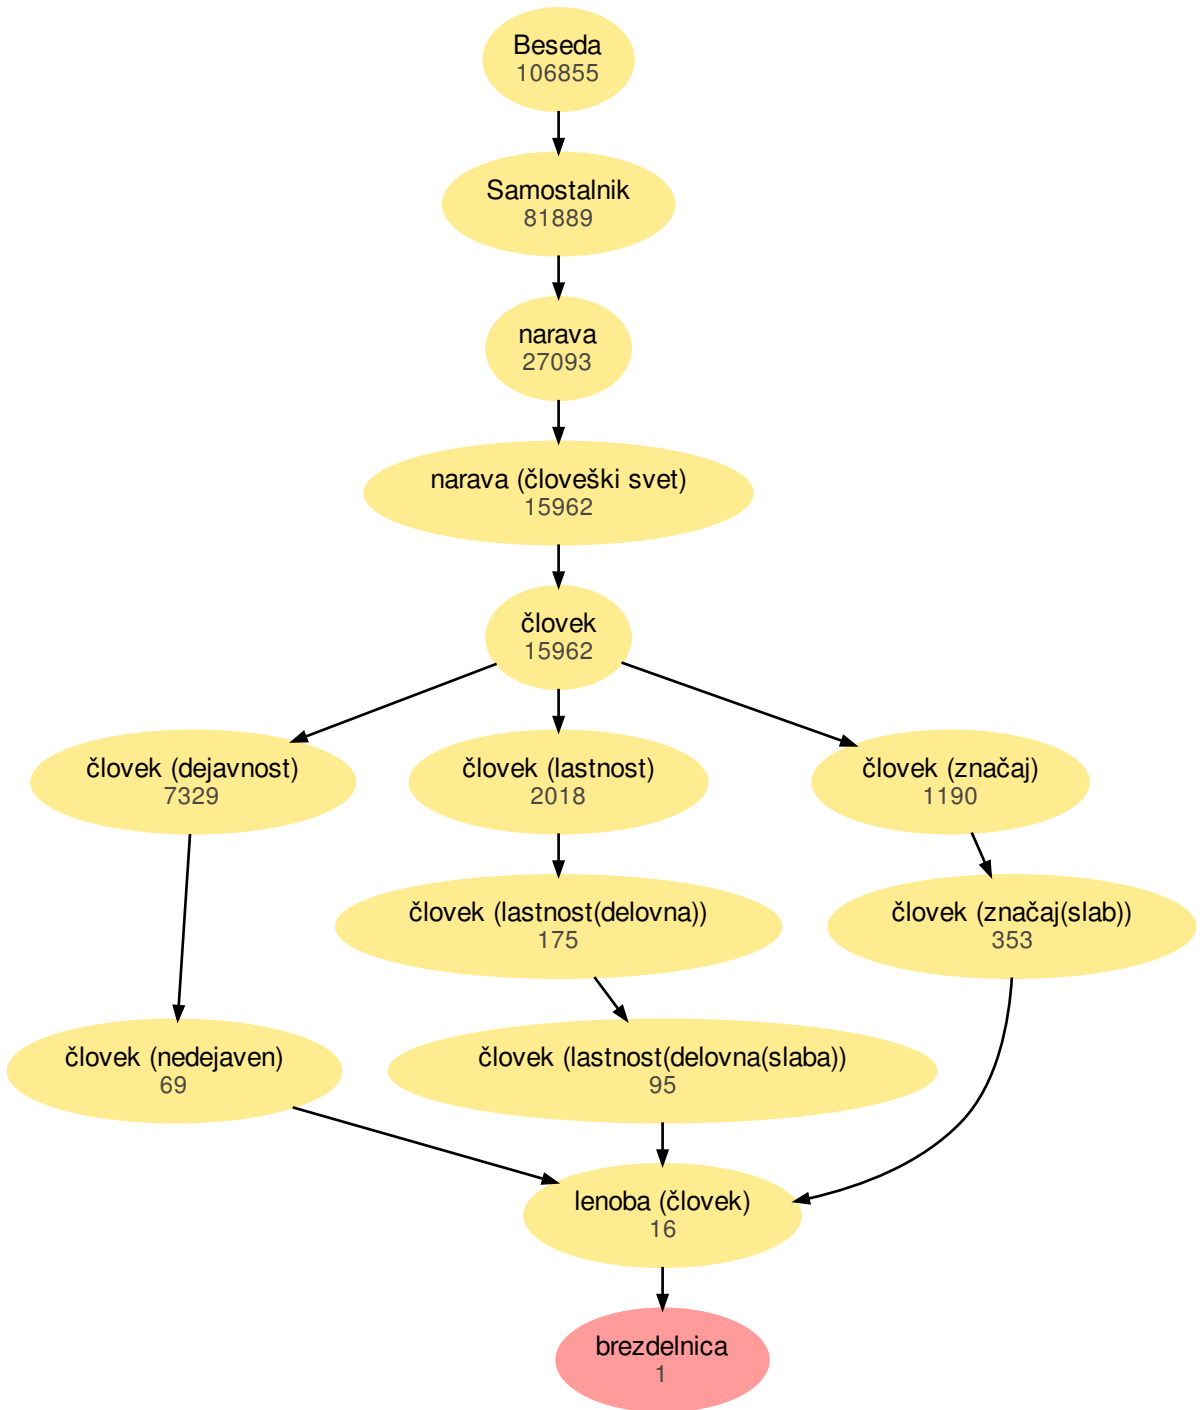 Beseda
106855
Samostalnik
81889
narava
27093
narava (človeški svet)
15962
človek
15962
človek (dejavnost)
7329
človek (lastnost)
2018
človek (značaj)
1190
človek (lastnost(delovna))
175
človek (značaj(slab))
353
človek (nedejaven)
69
človek (lastnost(delovna(slaba))
95
lenoba (človek)
16
brezdelnica
1